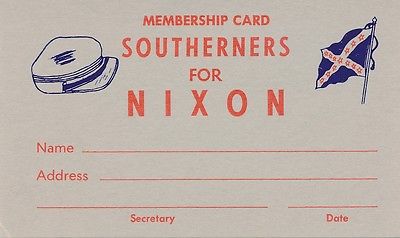 MEMBERSHIP CARD
SOUTHERNERS
FOR
NIXON
Name
Address
Secretary Date